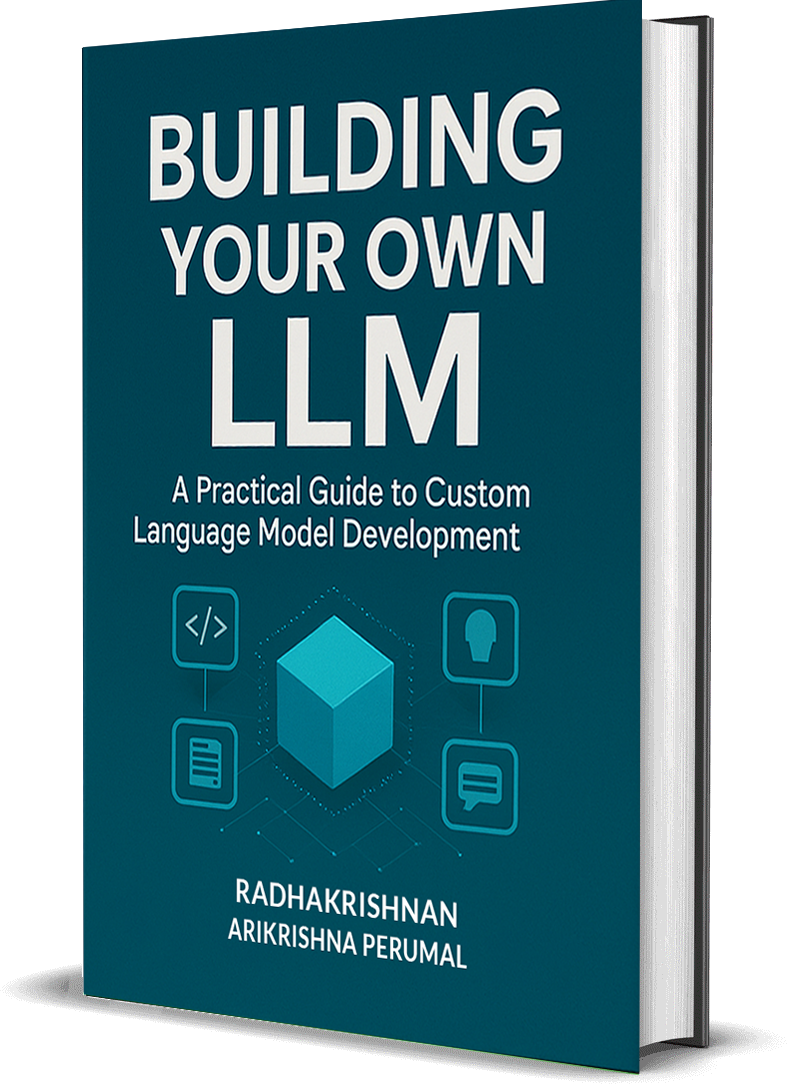 BUILDING
YOUR OWN
LLM
A Practical Guide to Custom
Language Model Development
</>
RADHAKRISHNAN
ARIKRISHNA PERUMAL